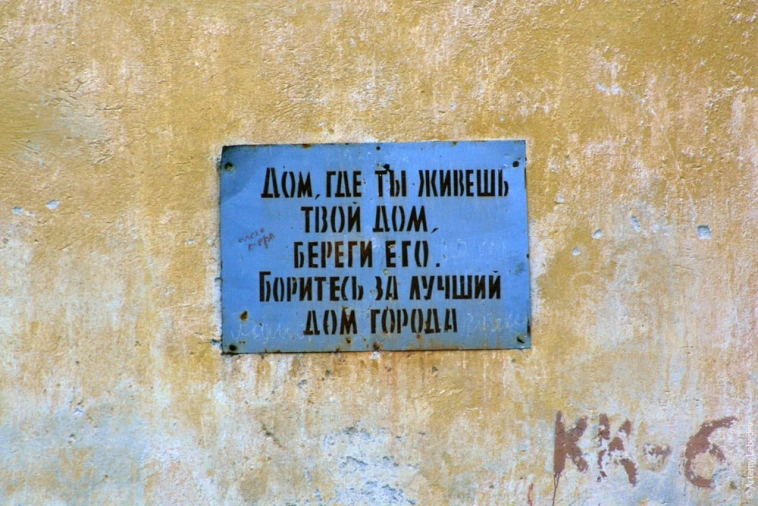 Дом, где ты живешь
твой дом,
береги его.
Боритесь за лучший
дом города
КК-6